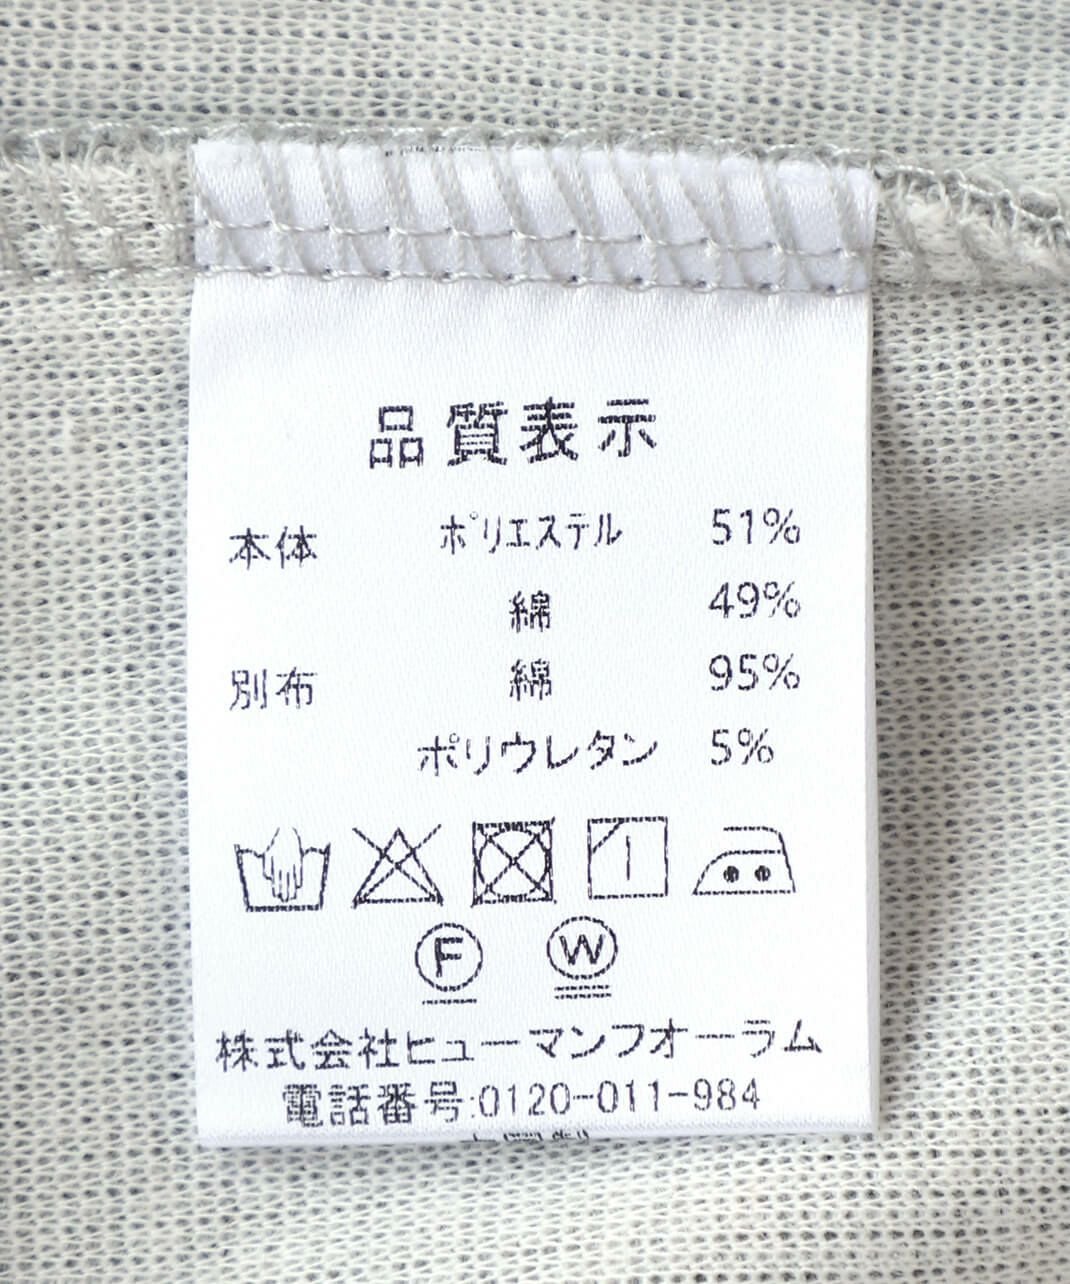 品質表示
本体 ポリエステル 51%
綿 49%
別布 綿 95%
ポリウレタン 5%
F W
株式会社ヒューマンフォーラム
電話番号:0120-011-984